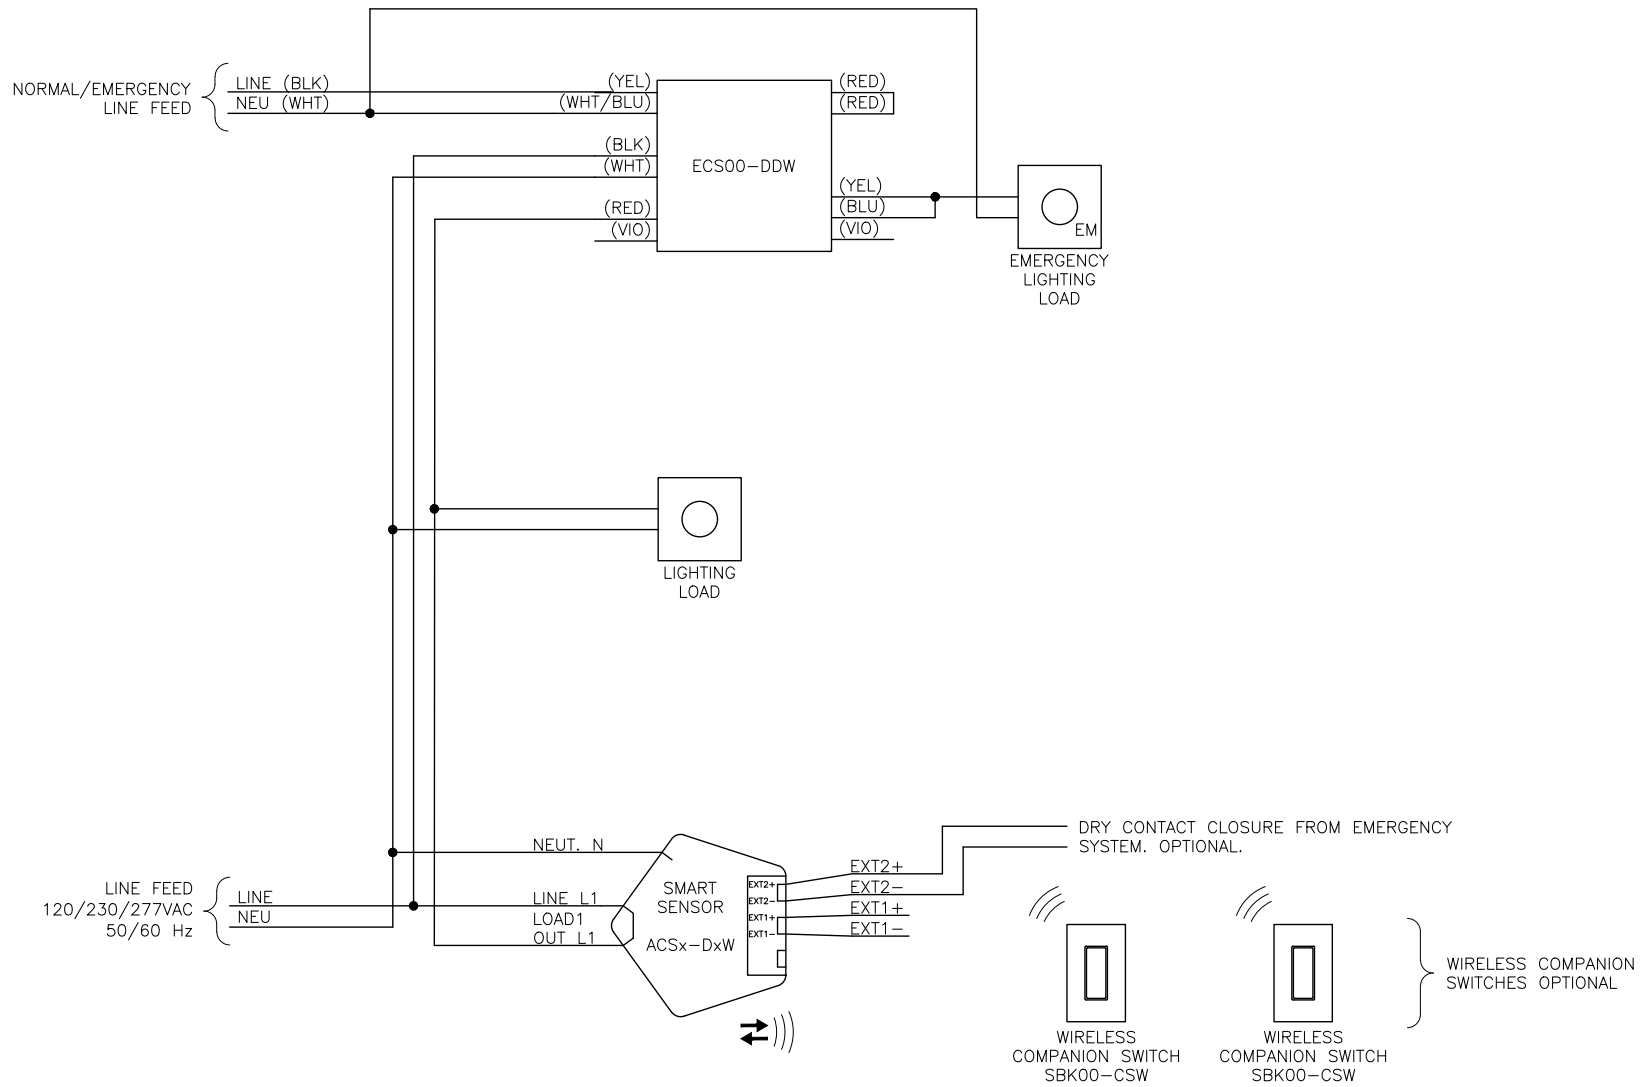 NORMAL/EMERGENCY
LINE FEED
LINE (BLK)
NEU (WHT)
(YEL)
(WHT/BLU)
(BLK)
(WHT)
(RED)
(VIO)
ECS00-DDW
(RED)
(RED)
(YEL)
(BLU)
(VIO)
EM
EMERGENCY
LIGHTING
LOAD
LIGHTING
LOAD
LINE FEED
120/230/277VAC
50/60 Hz
LINE
NEU
NEUT. N
LINE L1
LOAD1
OUT L1
SMART
SENSOR
ACSx-DxW
EXT2+
EXT2-
EXT1+
EXT1-
EXT2+
EXT2-
EXT1+
EXT1-
DRY CONTACT CLOSURE FROM EMERGENCY
SYSTEM. OPTIONAL.
WIRELESS
COMPANION SWITCH
SBK00-CSW
WIRELESS
COMPANION SWITCH
SBK00-CSW
WIRELESS COMPANION
SWITCHES OPTIONAL